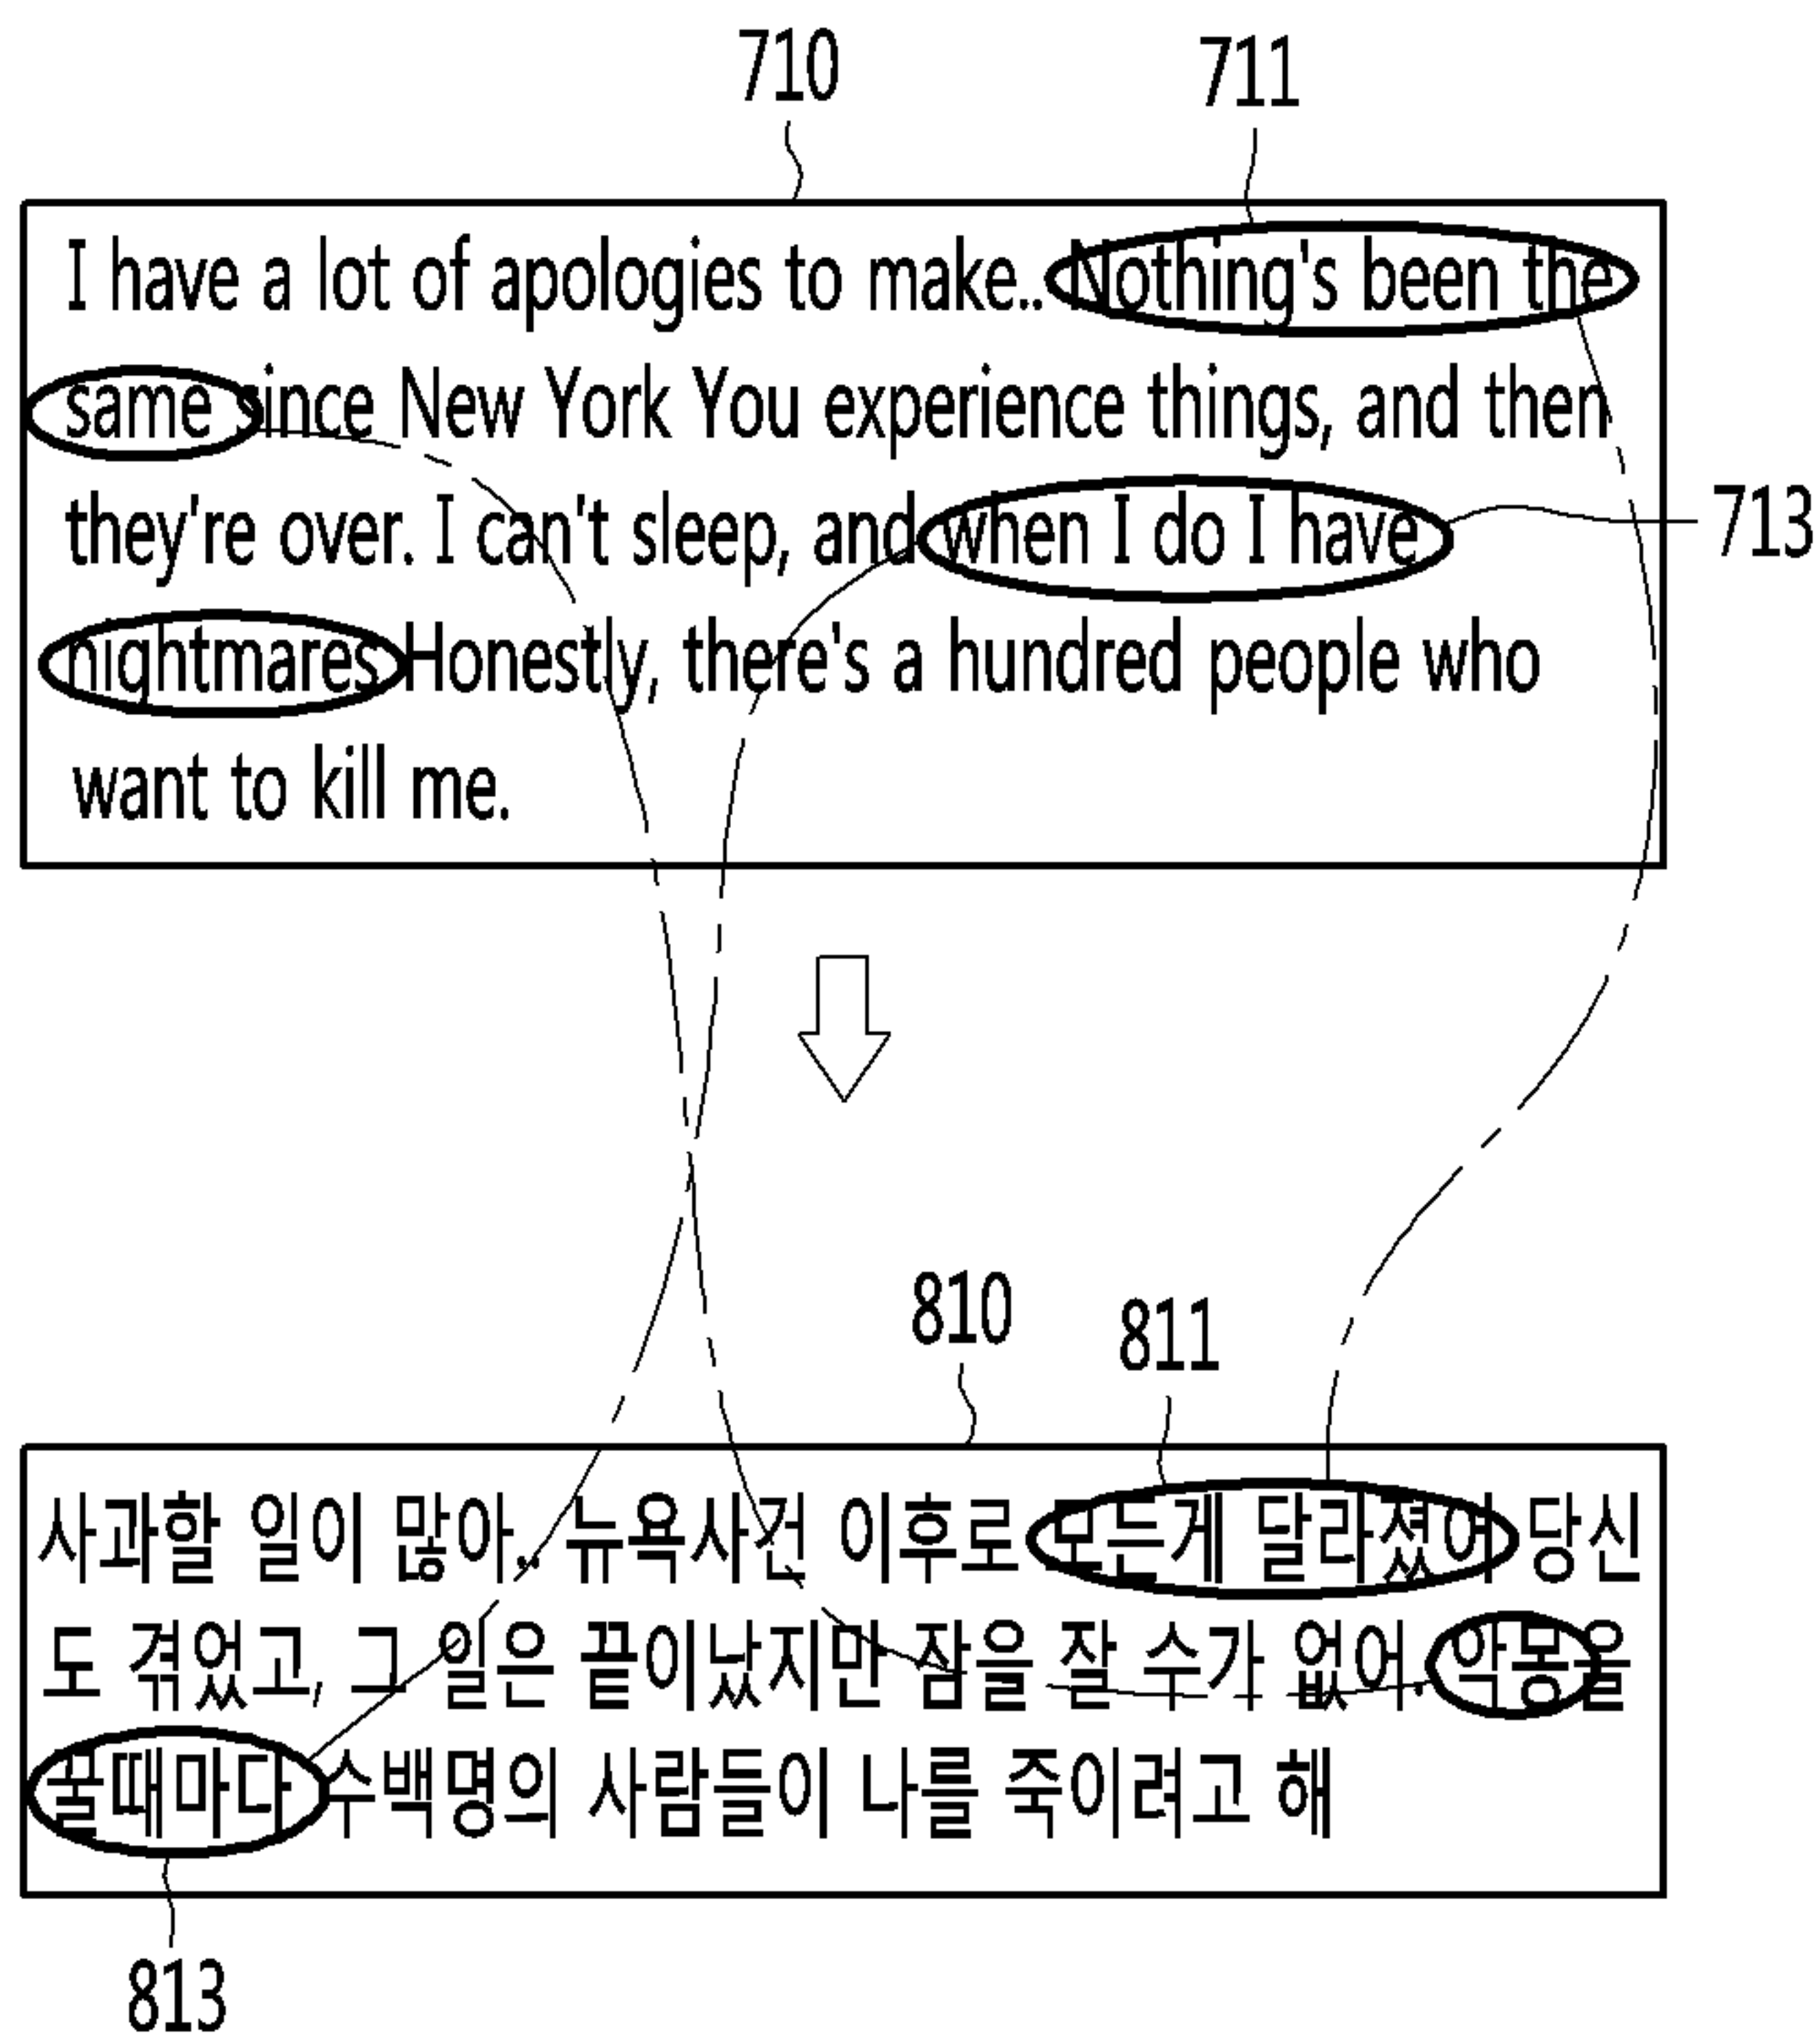 710
711
I have a lot of apologies to make.. Nothing's been the
same since New York You experience things, and then
they're over. I can't sleep, and when I do I have
713
nightmares Honestly, there's a hundred people who
want to kill me.
810
811
사과할 일이 많아.. 뉴욕사건 이후로 모든게 달라졌어 당신
도 겪었고, 그 일은 끝이났지만 잠을 잘 수가 없어. 악몽을
꿀때마다 수백명의 사람들이 나를 죽이려고 해
813